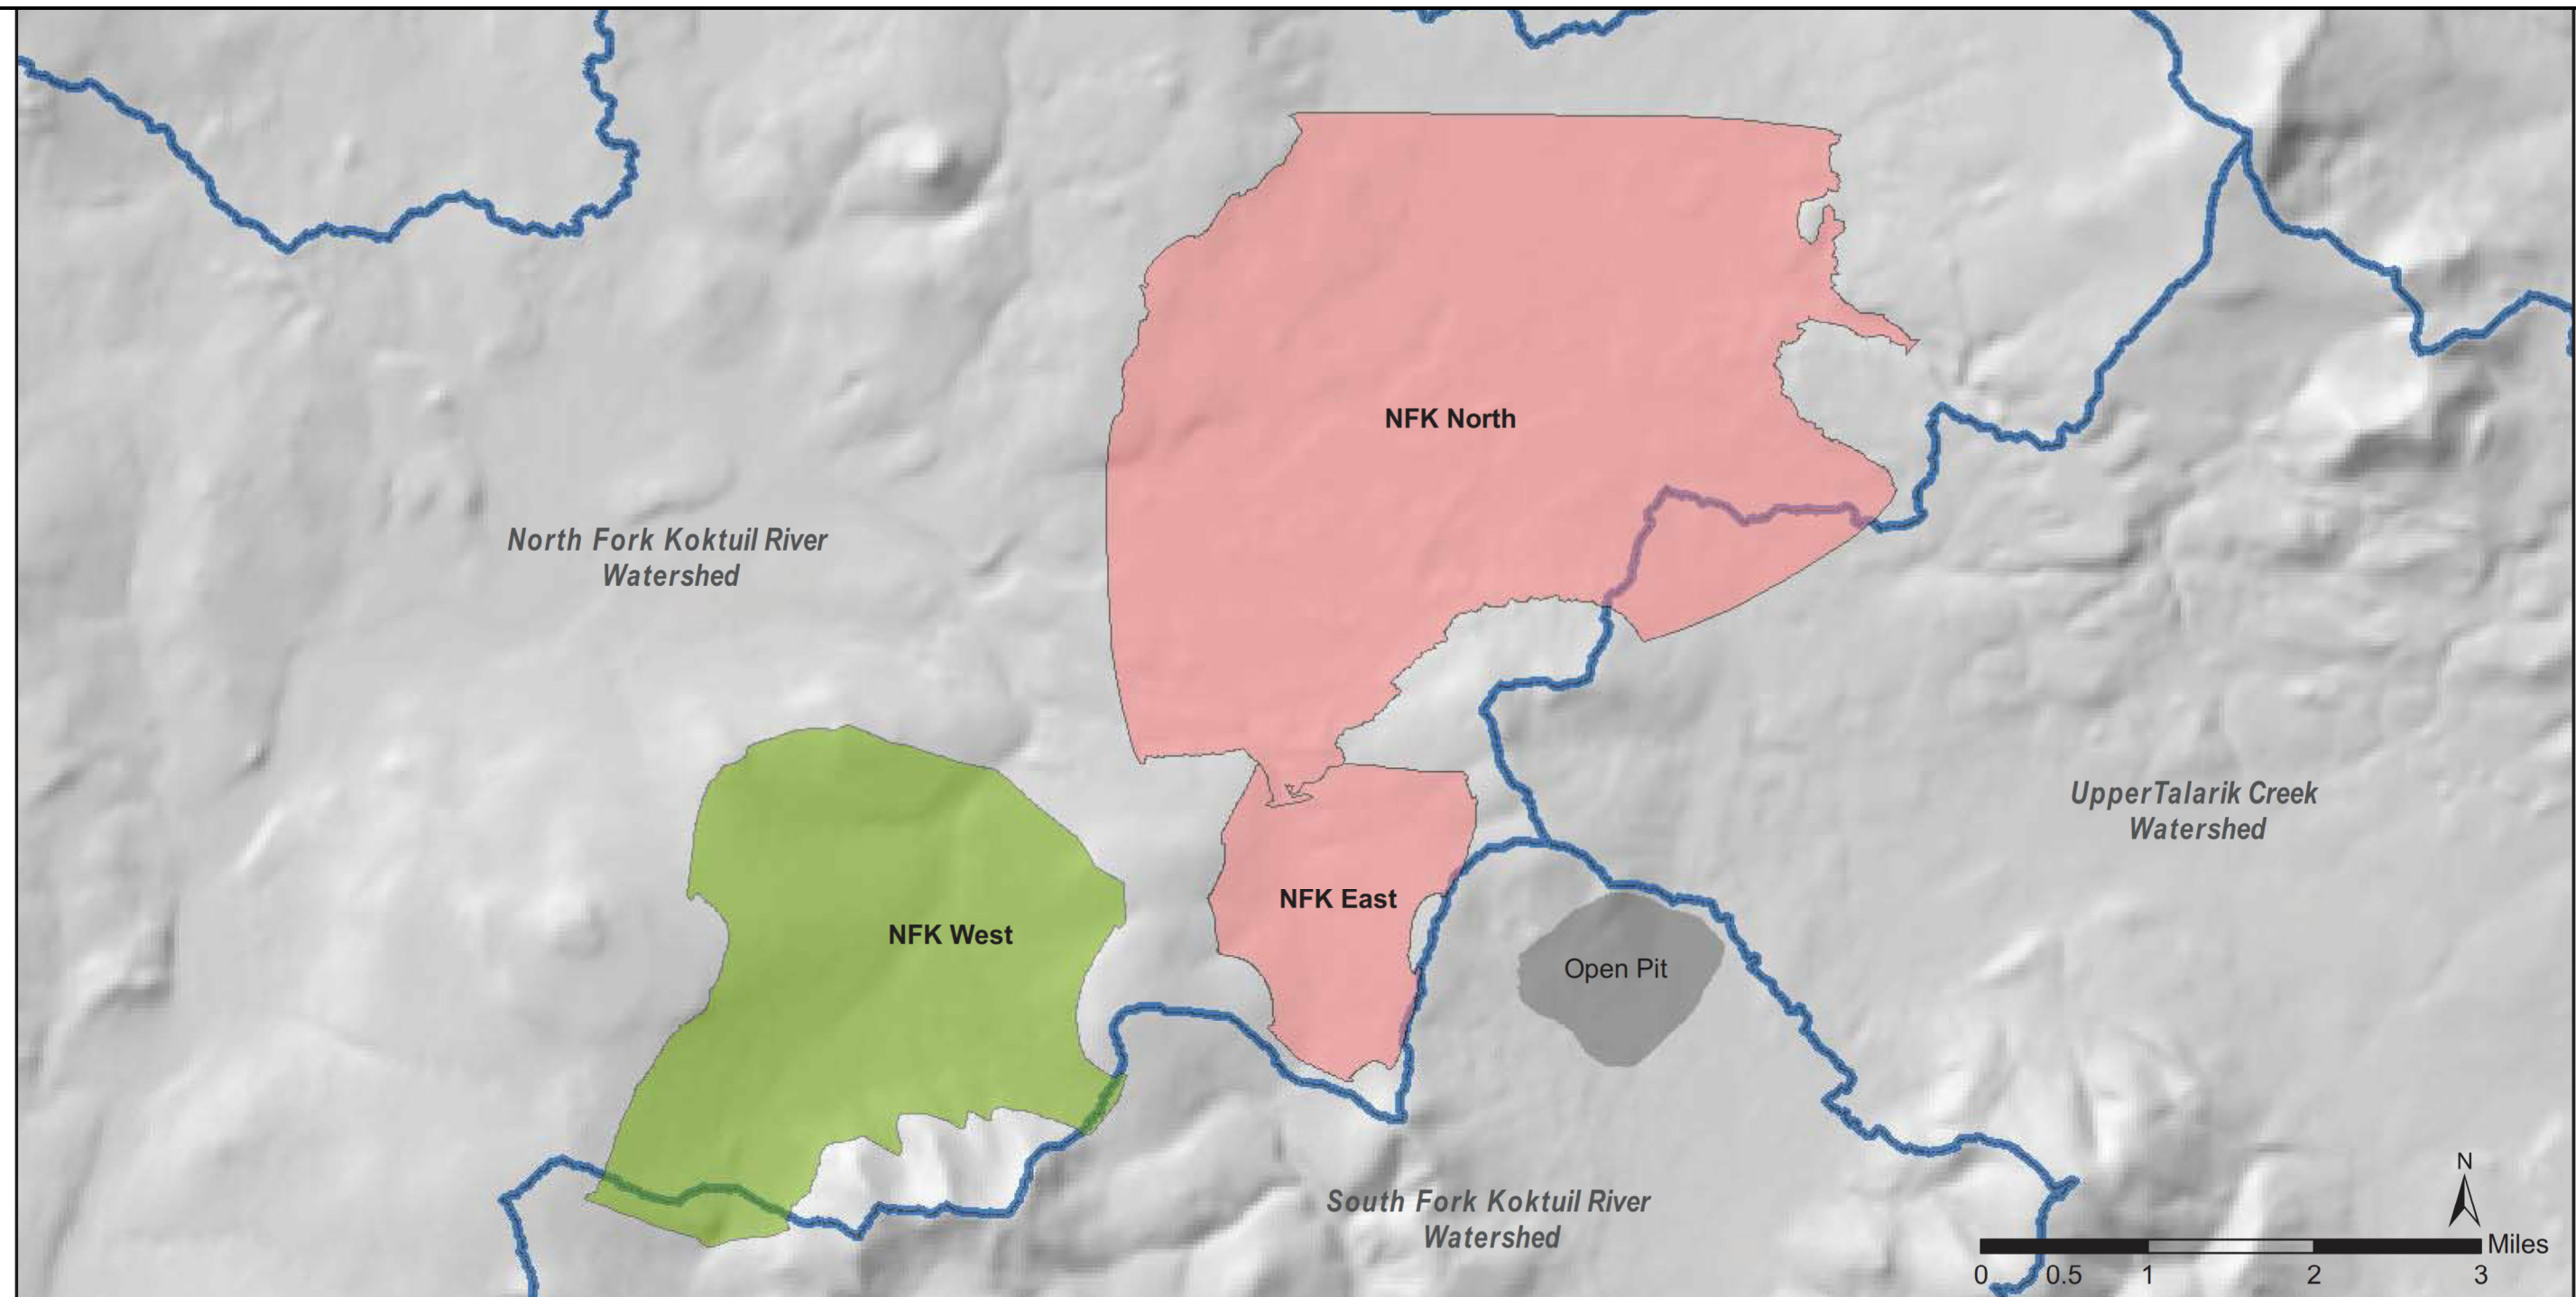 NFK North
North Fork Koktuil River
Watershed
UpperTalarik Creek
Watershed
NFK East
NFK West
Open Pit
South Fork Koktuil River
Watershed
N
Miles
0 0.5 1 2 3